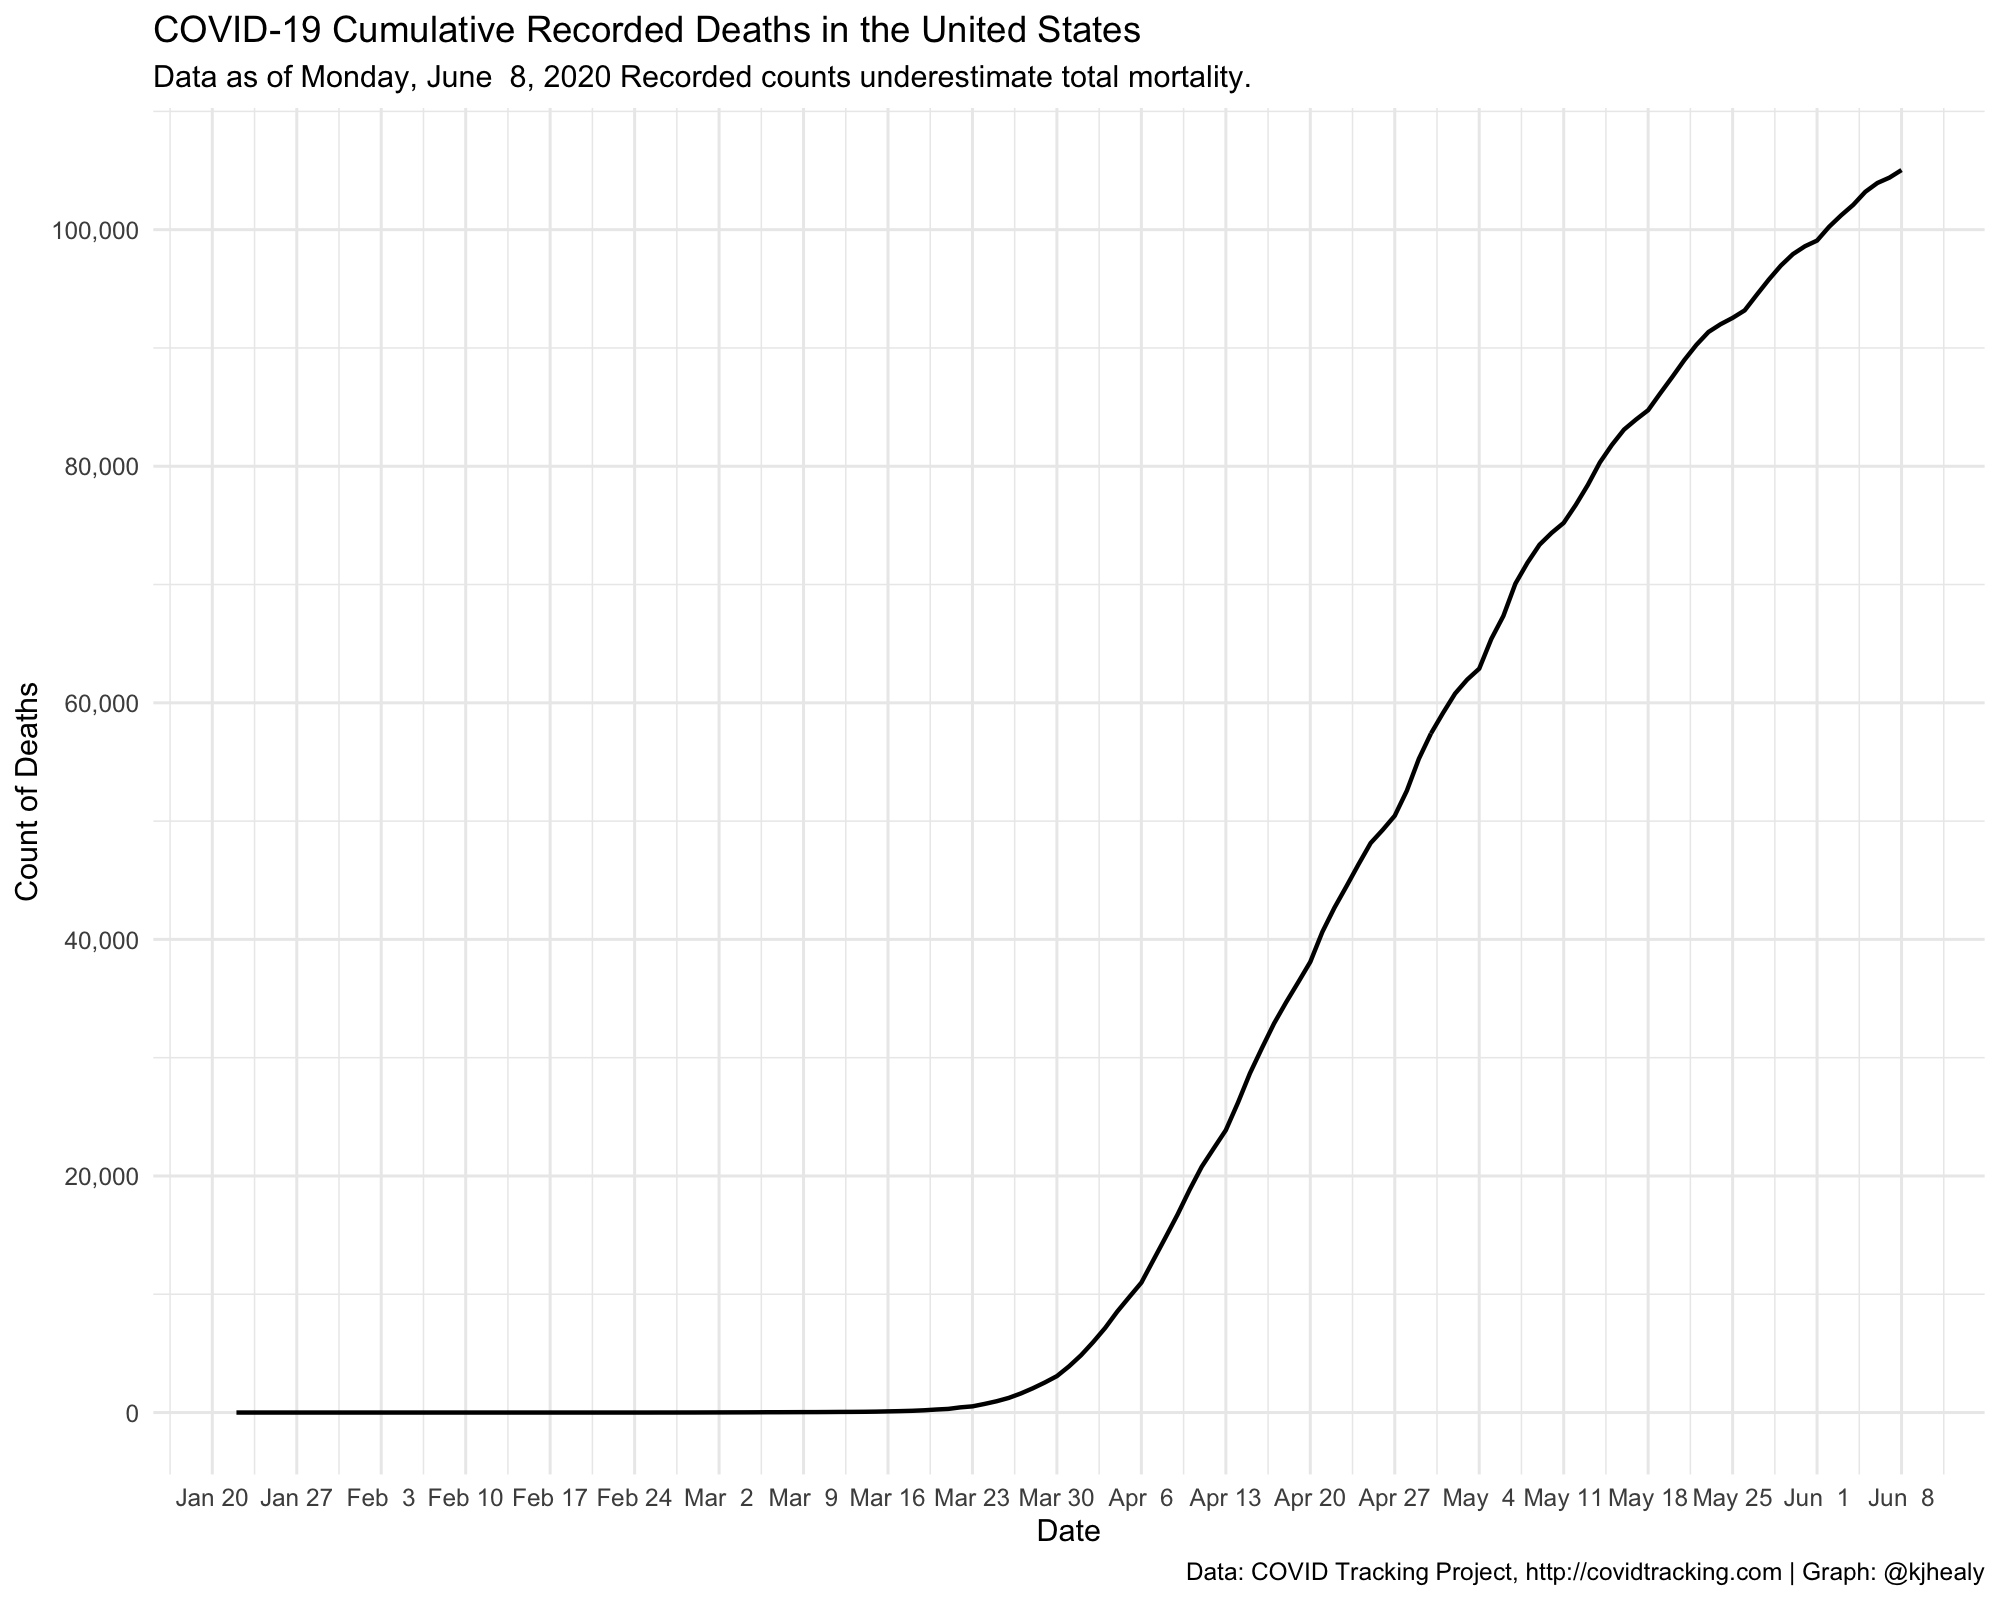 COVID-19 Cumulative Recorded Deaths in the United States
Data as of Monday, June  8, 2020 Recorded counts underestimate total mortality.
100,000
80,000
60,000
40,000
20,000
0
Count of Deaths
Jan 20 Jan 27 Feb  3 Feb 10 Feb 17 Feb 24 Mar  2 Mar  9 Mar 16 Mar 23 Mar 30 Apr  6 Apr 13 Apr 20 Apr 27 May  4 May 11 May 18 May 25 Jun  1 Jun  8
Date
Data: COVID Tracking Project, http://covidtracking.com | Graph: @kjhealy